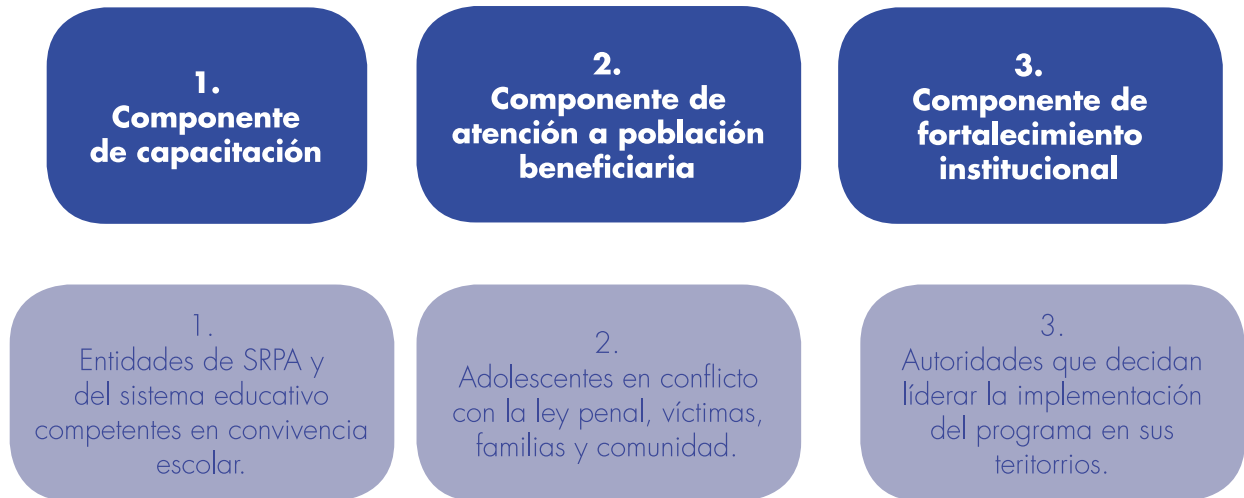 1.
Componente
de capacitación
2.
Componente de
atención a población
beneficiaria
3.
Componente de
fortalecimiento
institucional
1.
Entidades de SRPA y
del sistema educativo
competentes en convivencia
escolar.
2.
Adolescentes en conflicto
con la ley penal, víctimas,
familias y comunidad.
3.
Autoridades que decidan
líderar la implementación
del programa en sus
teritorrios.